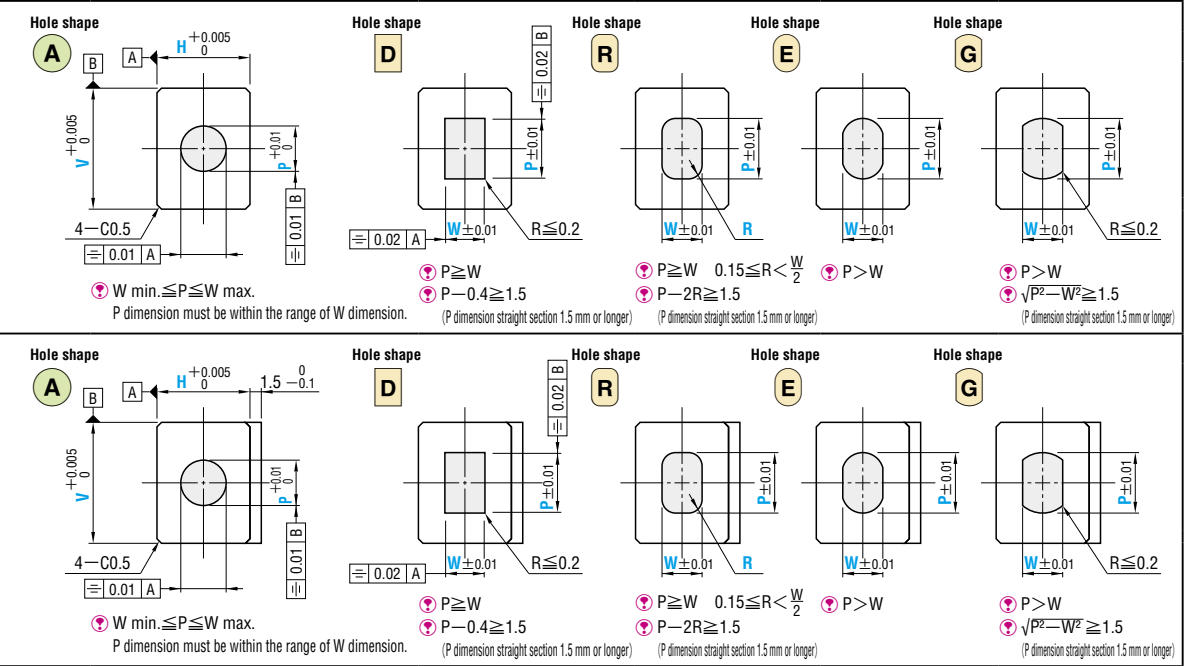 Hole shape Hole shape Hole shape Hole shape Hole shape
A D R E G
B A H +0.005 0
V +0.005 0
P +0.01 0
0.01 B
4－C0.5
0.01 A
W min.≦P≦W max.
P dimension must be within the range of W dimension.
0.02 B
P±0.01
W±0.01
R≦0.2
0.02 A
P≧W
P－0.4≧1.5
(P dimension straight section 1.5 mm or longer)
P±0.01
W±0.01
R
P≧W 0.15≦R<W/2
P－2R≧1.5
(P dimension straight section 1.5 mm or longer)
P±0.01
W±0.01
P>W
P±0.01
W±0.01
R≦0.2
P>W
√P²－W²≧1.5
(P dimension straight section 1.5 mm or longer)
Hole shape Hole shape Hole shape Hole shape Hole shape
A D R E G
B A H +0.005 0 1.5 0 －0.1
V +0.005 0
P +0.01 0
0.01 B
4－C0.5
0.01 A
W min.≦P≦W max.
P dimension must be within the range of W dimension.
0.02 B
P±0.01
W±0.01
R≦0.2
0.02 A
P≧W
P－0.4≧1.5
(P dimension straight section 1.5 mm or longer)
P±0.01
W±0.01
R
P≧W 0.15≦R<W/2
P－2R≧1.5
(P dimension straight section 1.5 mm or longer)
P±0.01
W±0.01
P>W
P±0.01
W±0.01
R≦0.2
P>W
√P²－W²≧1.5
(P dimension straight section 1.5 mm or longer)